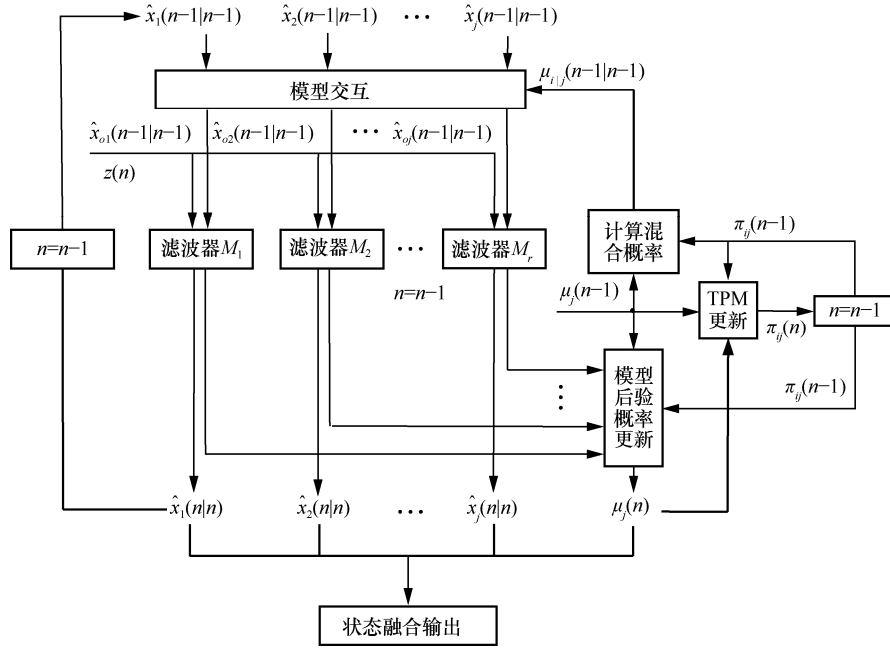 x̂₁(n−1|n−1) x̂₂(n−1|n−1) ··· x̂ⱼ(n−1|n−1)
模型交互
μᵢ|ⱼ(n−1|n−1)
x̂ₒ₁(n−1|n−1) x̂ₒ₂(n−1|n−1) ··· x̂ₒⱼ(n−1|n−1)
z(n)
n=n−1
滤波器M₁
滤波器M₂
···
滤波器Mᵣ
n=n−1
计算混
合概率
πᵢⱼ(n−1)
μⱼ(n−1)
TPM
更新
πᵢⱼ(n)
n=n−1
模型
后验
概率
更新
πᵢⱼ(n−1)
x̂₁(n|n) x̂₂(n|n) ··· x̂ⱼ(n|n) μⱼ(n)
状态融合输出